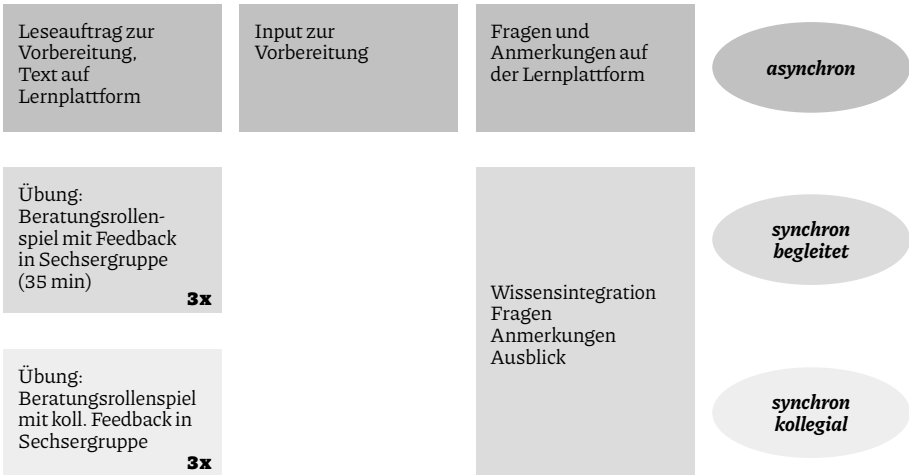 Leseauftrag zur
Vorbereitung,
Text auf
Lernplattform
Input zur
Vorbereitung
Fragen und
Anmerkungen auf
der Lernplattform
asynchron
Übung:
Beratungsrollen-
spiel mit Feedback
in Sechsergruppe
(35 min)
3x
Wissensintegration
Fragen
Anmerkungen
Ausblick
synchron
begleitet
Übung:
Beratungsrollenspiel
mit koll. Feedback in
Sechsergruppe
3x
synchron
kollegial